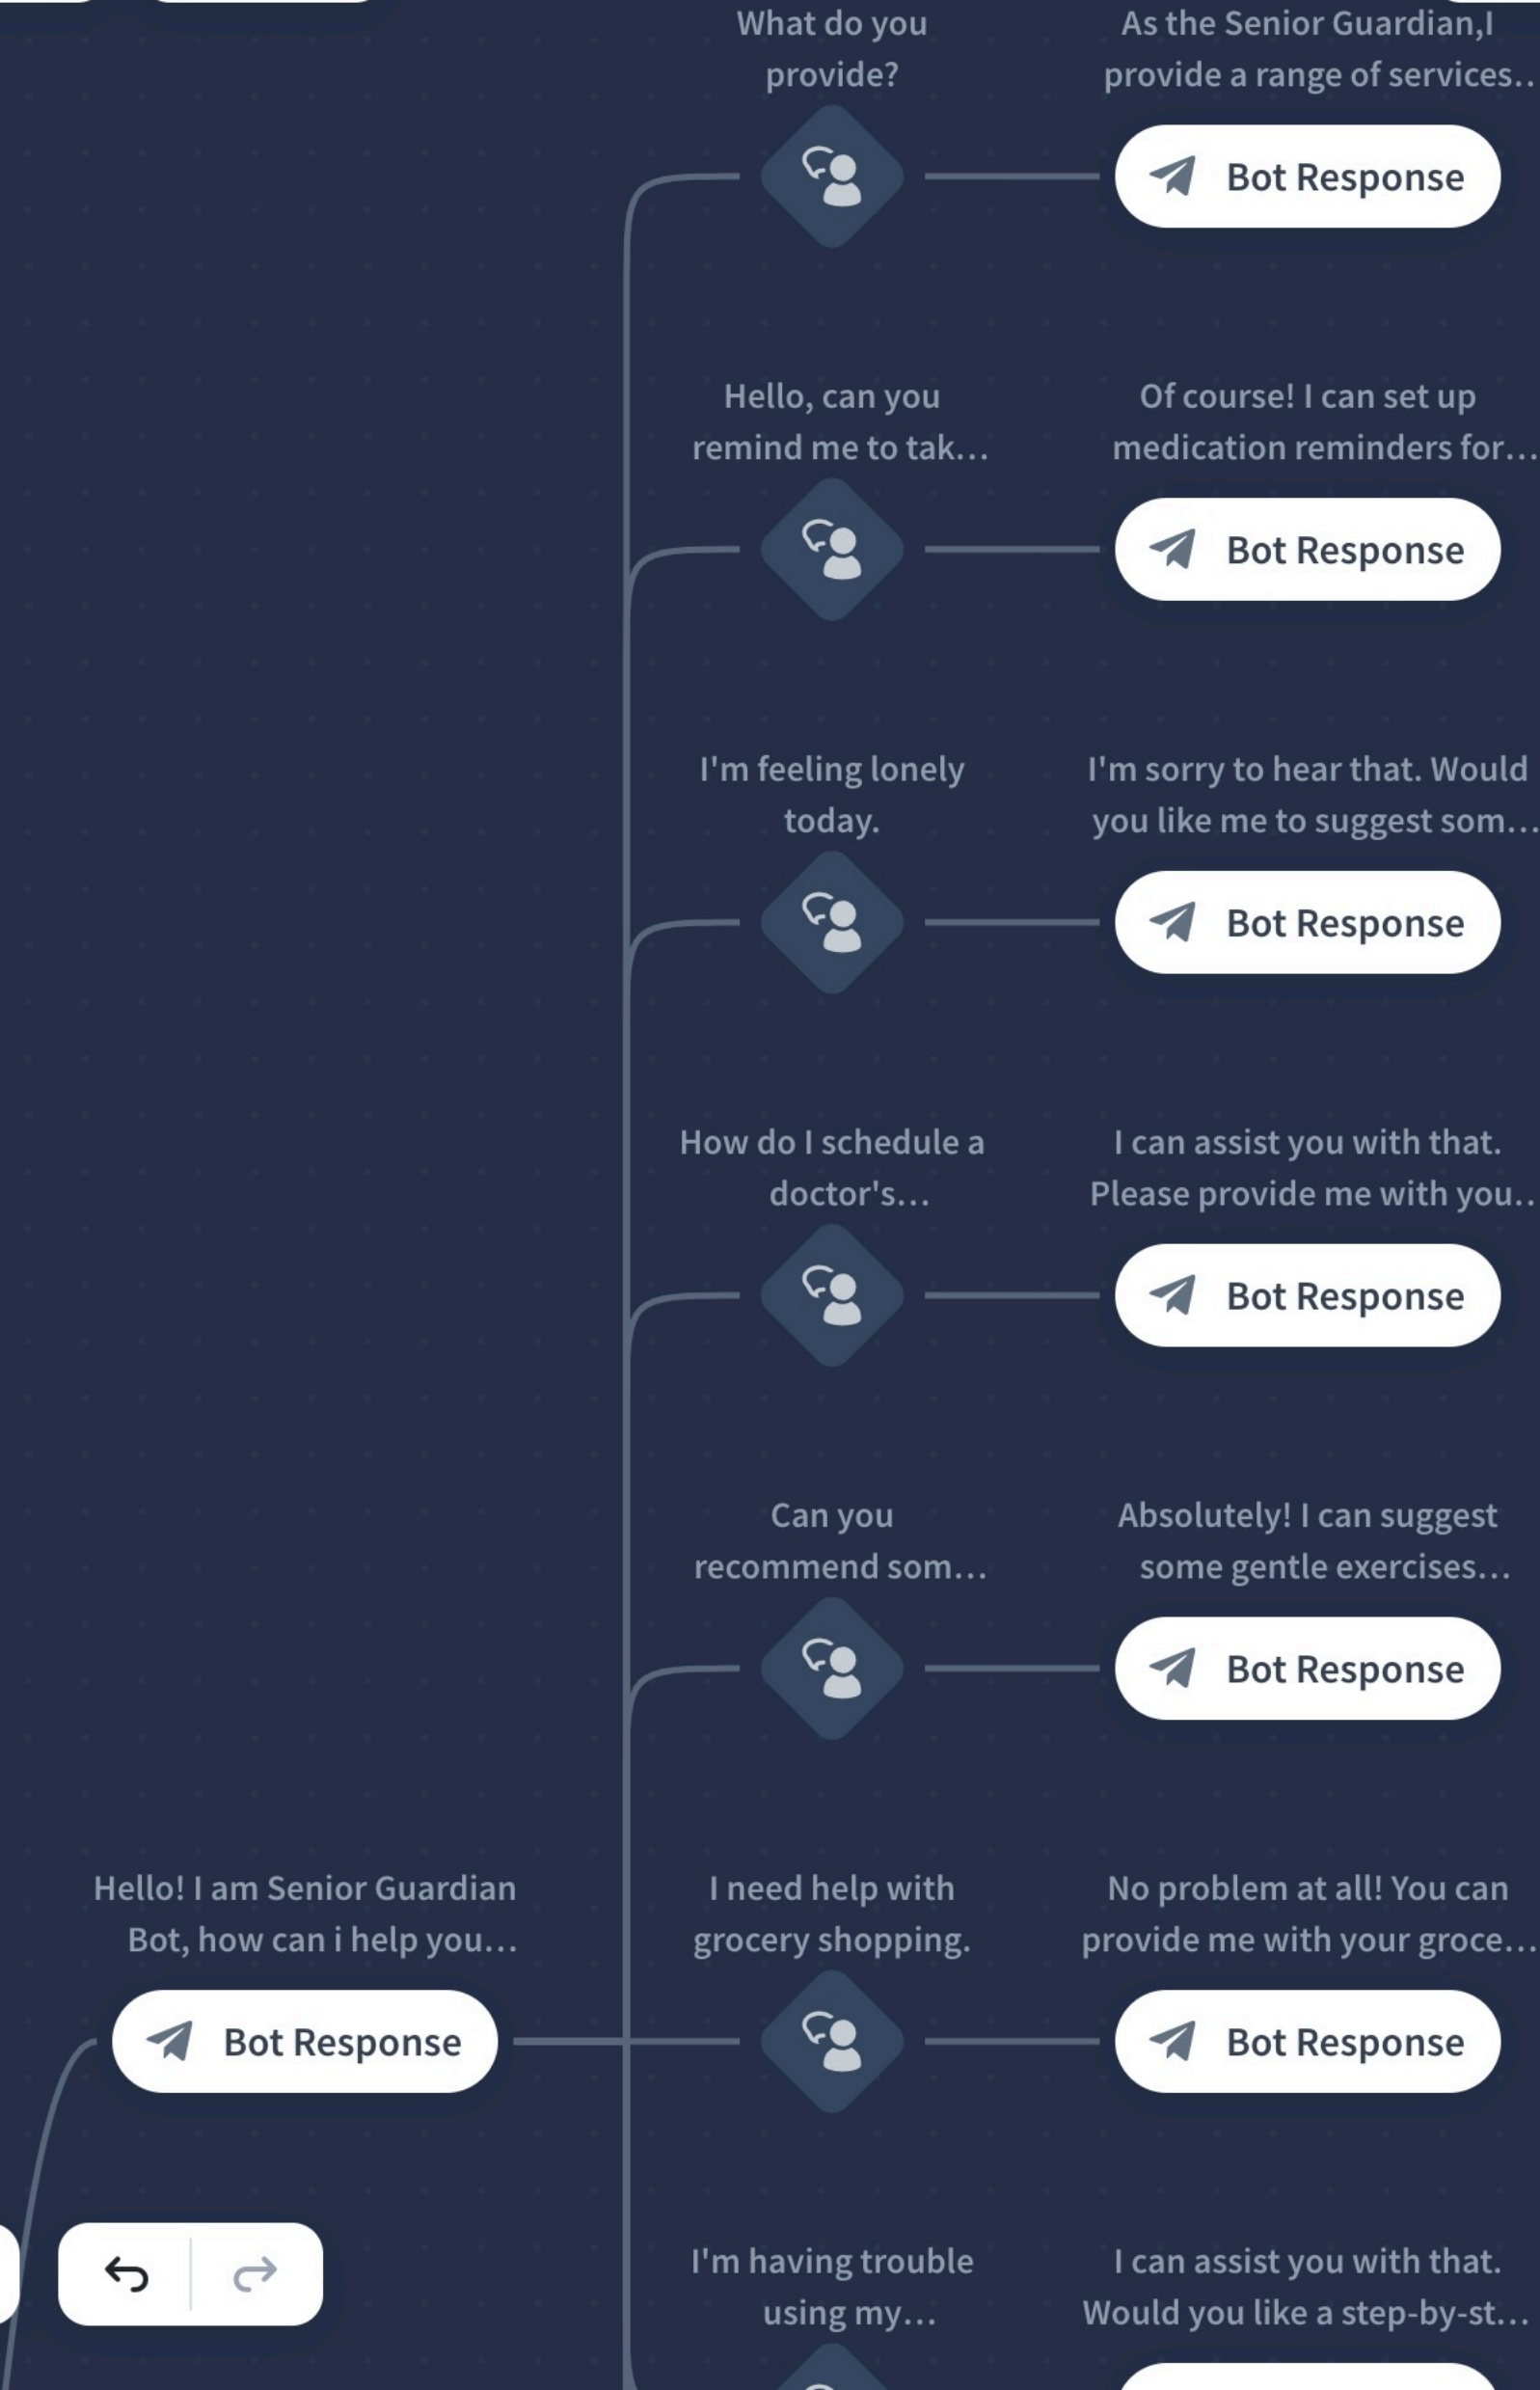 What do you
provide?
As the Senior Guardian,I
provide a range of services..
Bot Response
Hello, can you
remind me to tak...
Of course! I can set up
medication reminders for...
Bot Response
I'm feeling lonely
today.
I'm sorry to hear that. Would
you like me to suggest som...
Bot Response
How do I schedule a
doctor's...
I can assist you with that.
Please provide me with you..
Bot Response
Can you
recommend som...
Absolutely! I can suggest
some gentle exercises...
Bot Response
Hello! I am Senior Guardian
Bot, how can i help you...
Bot Response
I need help with
grocery shopping.
No problem at all! You can
provide me with your groce...
Bot Response
I'm having trouble
using my...
I can assist you with that.
Would you like a step-by-st...